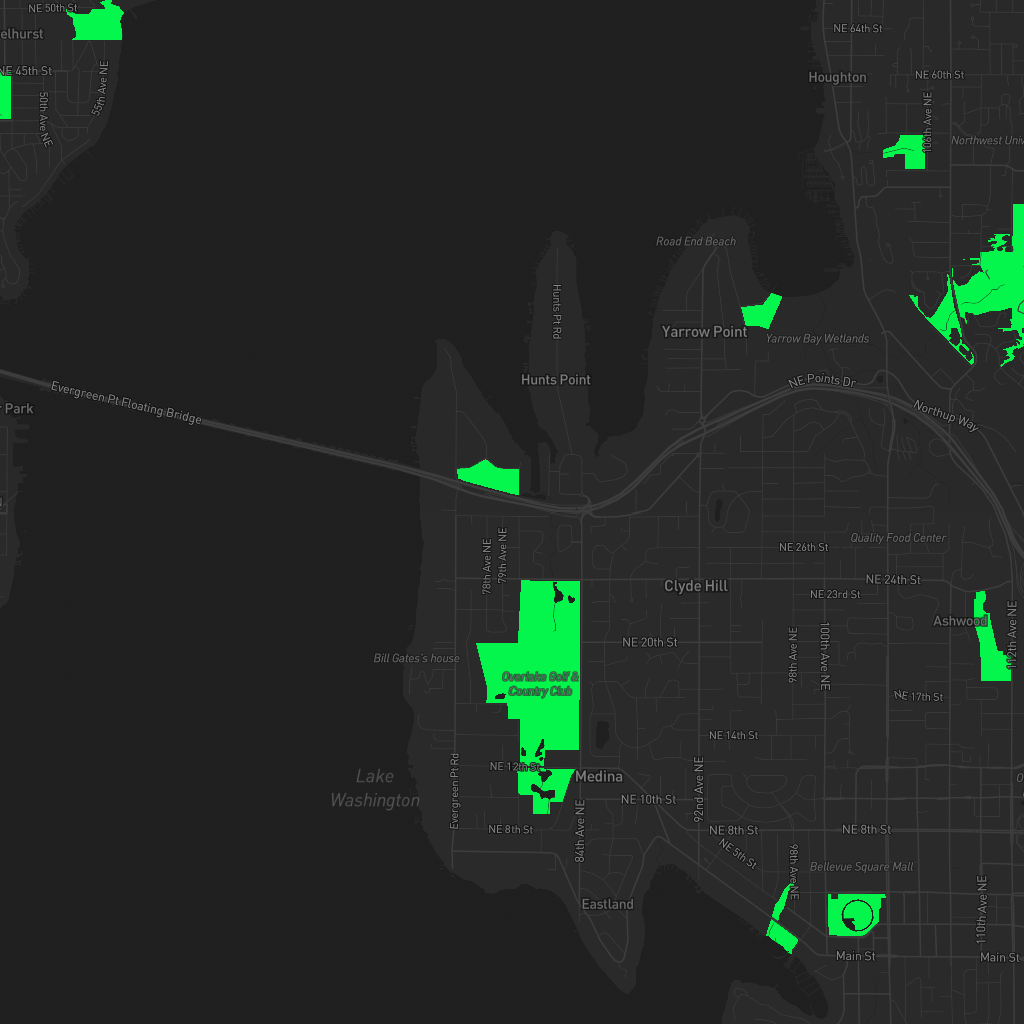 NE 50th St
NE 64th St
elhurst
NE 45th St
Houghton
NE 60th St
55th Ave NE
50th Ave NE
106th Ave NE
Northwest Univ
Road End Beach
Hunts Pt Rd
Yarrow Point
Yarrow Bay Wetlands
Hunts Point
NE Points Dr
Evergreen Pt Floating Bridge
Park
Northup Way
78th Ave NE
79th Ave NE
Quality Food Center
NE 26th St
NE 24th St
Clyde Hill
NE 23rd St
Ashwood
112th Ave NE
NE 20th St
98th Ave NE
100th Ave NE
Bill Gates's house
Overlake Golf &
Country Club
NE 17th St
NE 14th St
NE 12th St
Lake
Washington
Medina
Evergreen Pt Rd
92nd Ave NE
NE 10th St
NE 8th St
84th Ave NE
NE 8th St
NE 8th St
NE 5th St
98th Ave NE
Bellevue Square Mall
Eastland
110th Ave NE
Main St
Main St